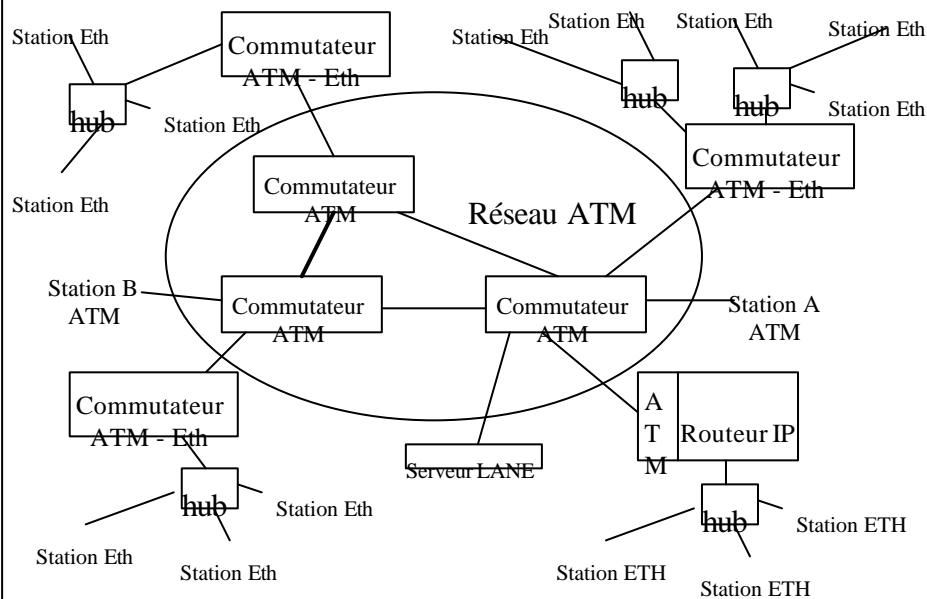 Station Eth
Commutateur
ATM - Eth
hub
Station Eth
Station Eth
Station Eth
Station Eth
Station Eth
Station Eth
hub
hub
Station Eth
Commutateur
ATM - Eth
Commutateur
ATM
Réseau ATM
Station B
ATM
Commutateur
ATM
Commutateur
ATM
Station A
ATM
Commutateur
ATM - Eth
hub
Station Eth
Station Eth
Station Eth
Serveur LANE
A
T
M
Routeur IP
hub
Station ETH
Station ETH
Station ETH